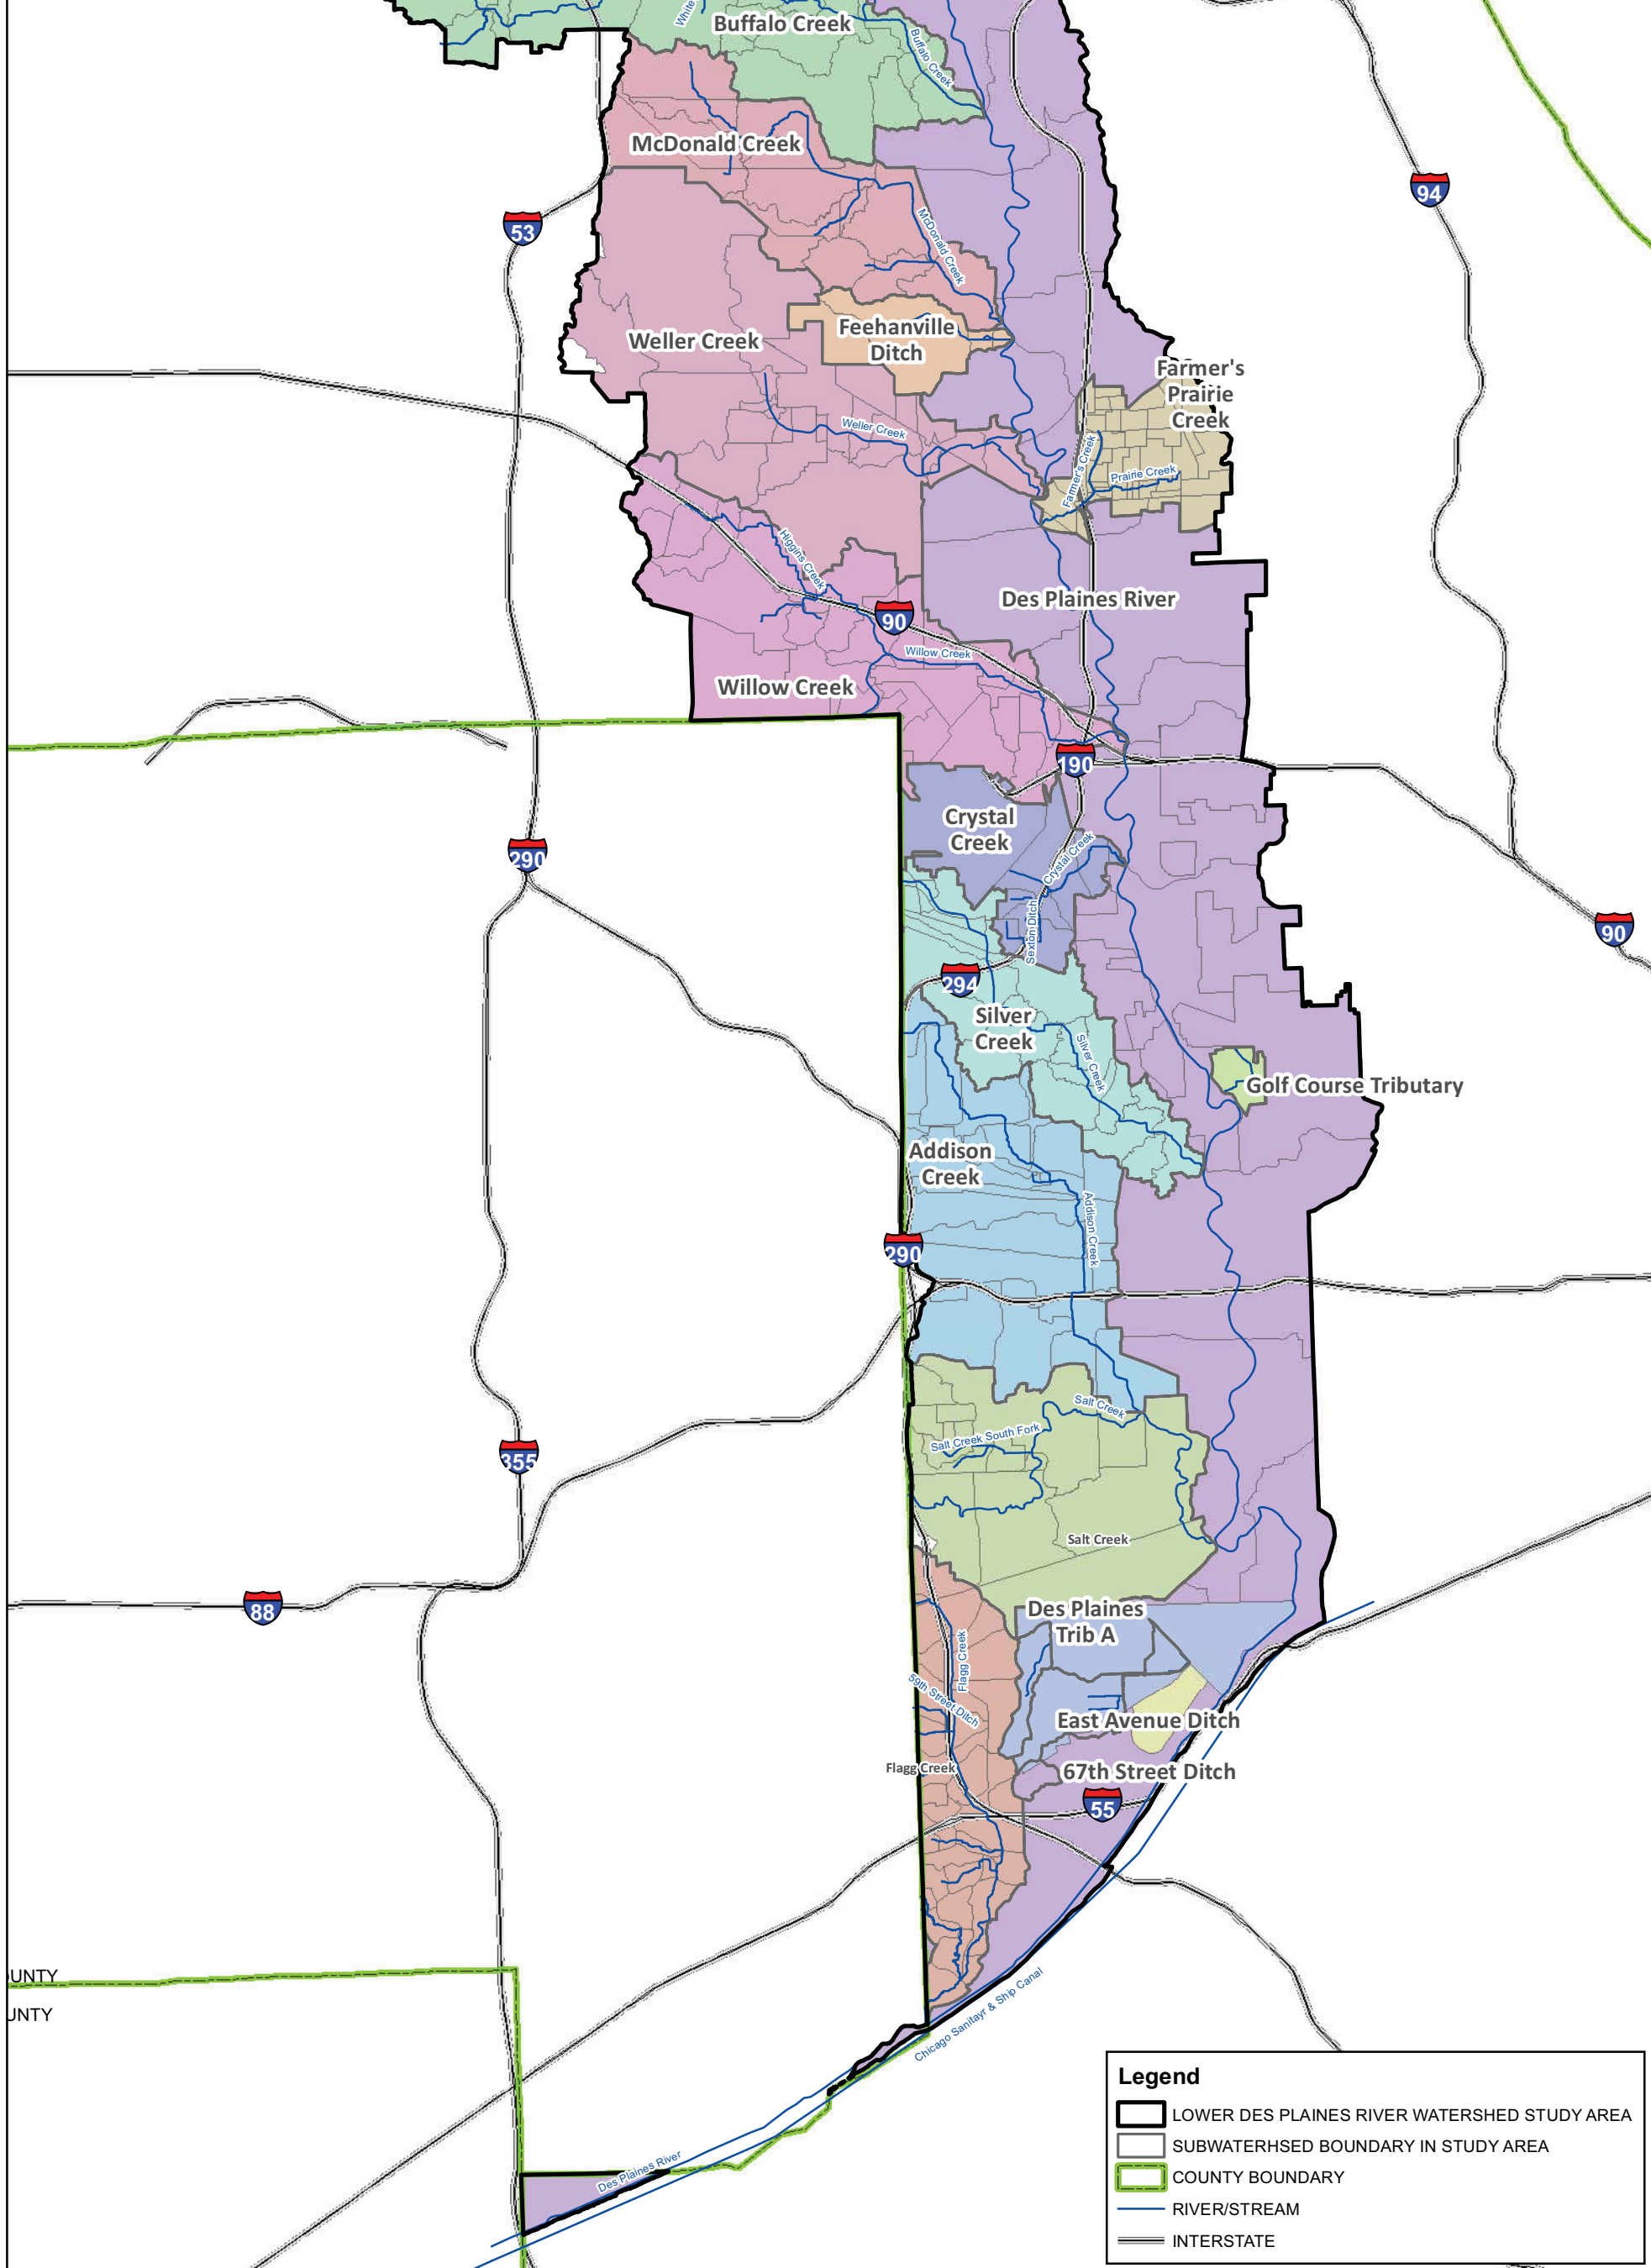 White
Buffalo Creek
Buffalo Creek
McDonald Creek
94
53
McDonald Creek
Feehanville
Ditch
Weller Creek
Farmer's
Prairie
Creek
Weller Creek
Farmer's Creek
Prairie Creek
Higgins Creek
Des Plaines River
90
Willow Creek
Willow Creek
190
Crystal
Creek
Crystal Creek
290
Sexton Ditch
90
294
Silver
Creek
Silver Creek
Golf Course Tributary
Addison
Creek
Addison Creek
290
Salt Creek
Salt Creek South Fork
355
Salt Creek
88
Des Plaines
Trib A
Flagg Creek
59th Street Ditch
East Avenue Ditch
Flagg Creek
67th Street Ditch
55
UNTY
UNTY
Chicago Sanitayr & Ship Canal
Des Plaines River
Legend
LOWER DES PLAINES RIVER WATERSHED STUDY AREA
SUBWATERHSED BOUNDARY IN STUDY AREA
COUNTY BOUNDARY
RIVER/STREAM
INTERSTATE